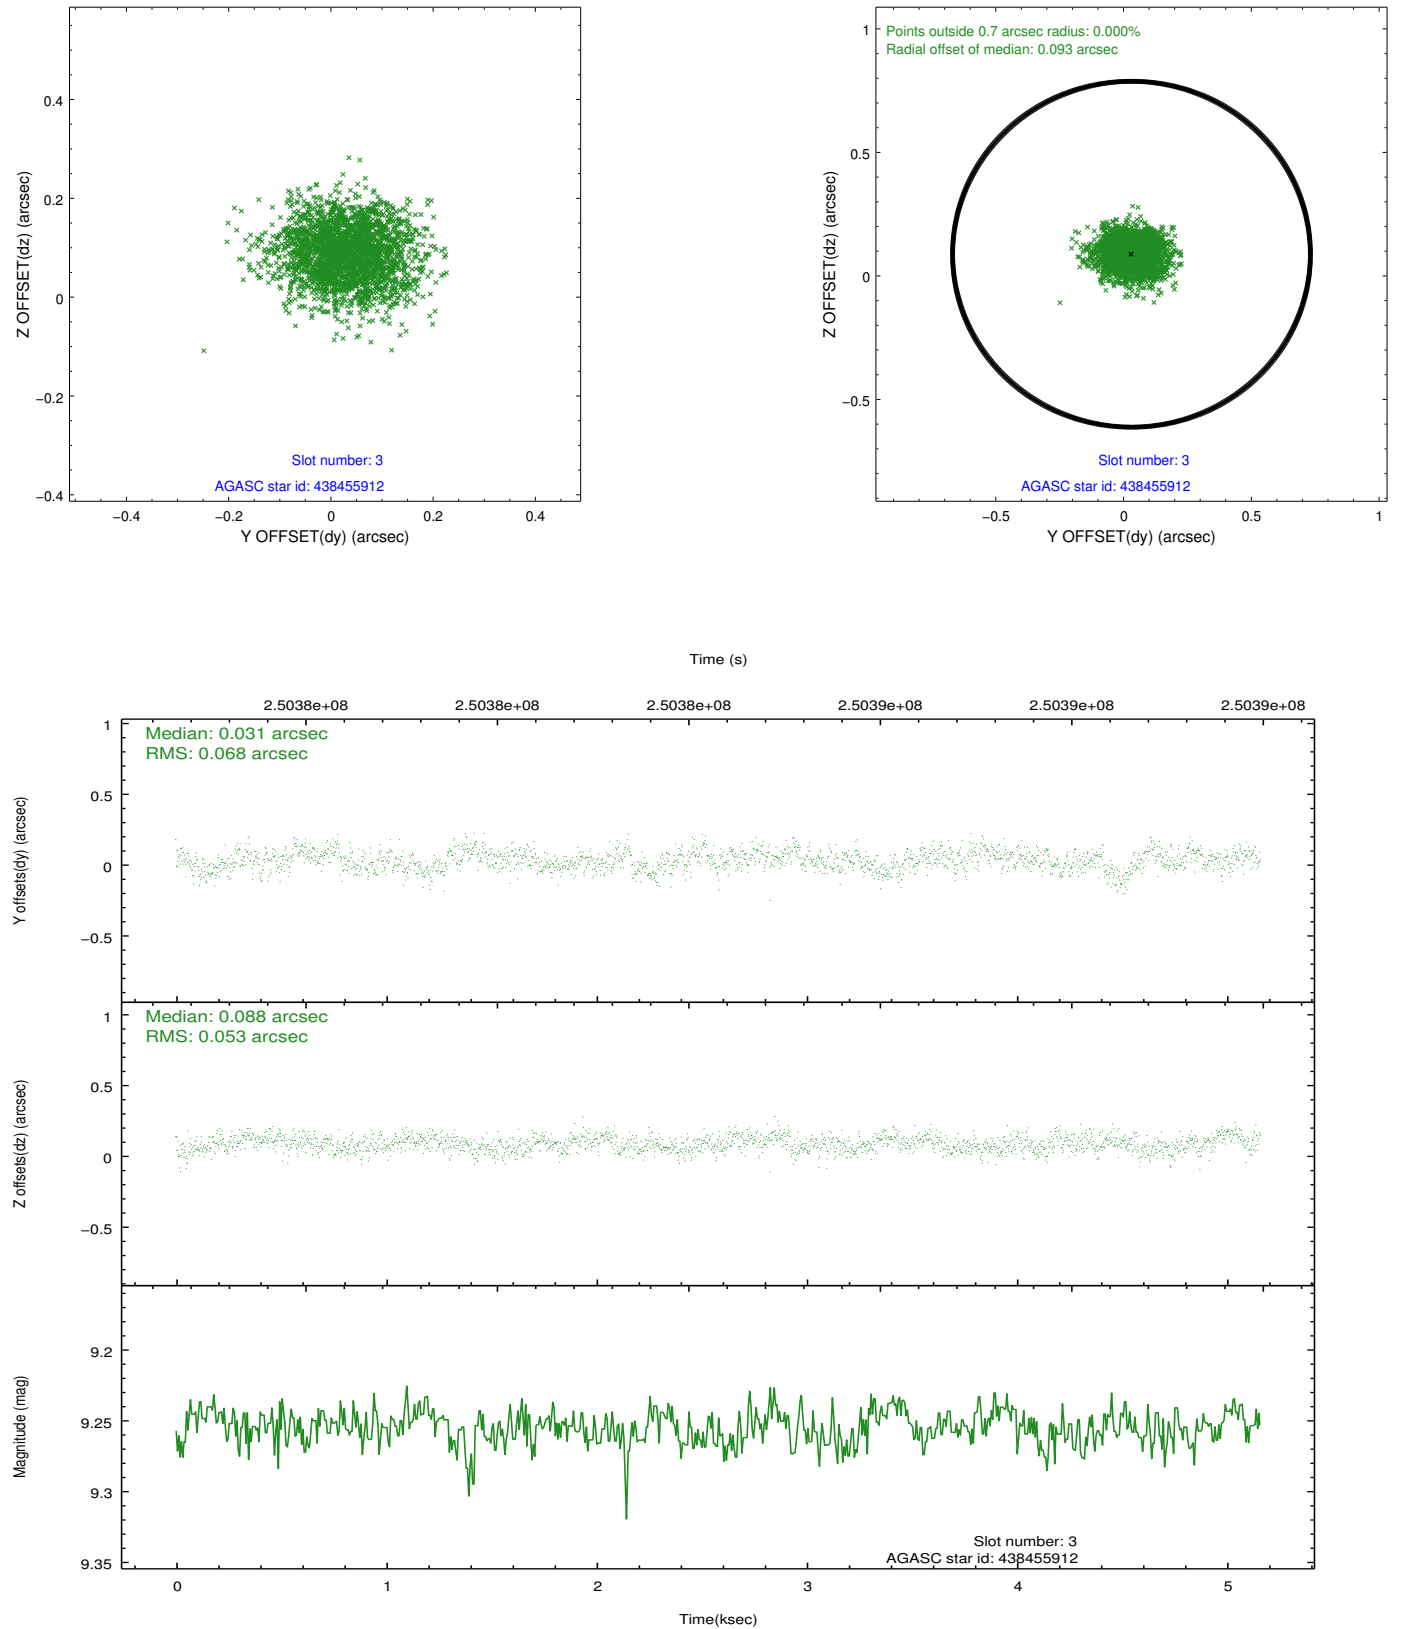 0.4
0.2
0
−0.2
−0.4
Z OFFSET(dz) (arcsec)
Slot number: 3
AGASC star id: 438455912
−0.4
−0.2
0
0.2
0.4
Y OFFSET(dy) (arcsec)
Points outside 0.7 arcsec radius: 0.000%
Radial offset of median: 0.093 arcsec
1
0.5
0
−0.5
Z OFFSET(dz) (arcsec)
Slot number: 3
AGASC star id: 438455912
−0.5
0
0.5
1
Y OFFSET(dy) (arcsec)
Time (s)
2.5038e+08
2.5038e+08
2.5038e+08
2.5039e+08
2.5039e+08
2.5039e+08
Median: 0.031 arcsec
RMS: 0.068 arcsec
1
0.5
0
−0.5
Y offsets(dy) (arcsec)
Median: 0.088 arcsec
RMS: 0.053 arcsec
1
0.5
0
−0.5
Z offsets(dz) (arcsec)
9.2
9.25
9.3
9.35
Magnitude (mag)
Slot number: 3
AGASC star id: 438455912
0
1
2
3
4
5
Time(ksec)